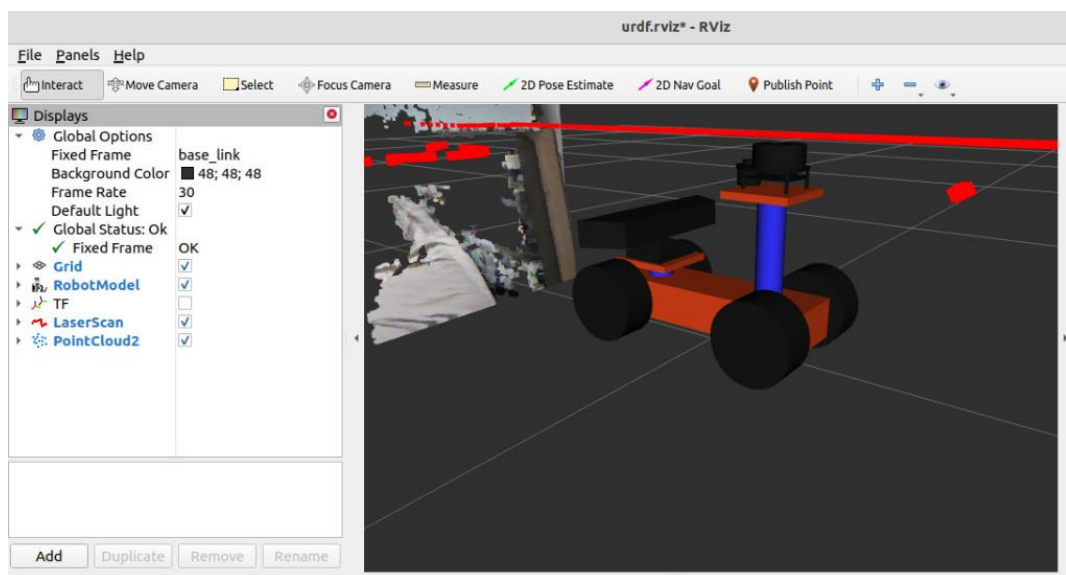 urdf.rviz* - RViz
File Panels Help
Interact Move Camera Select Focus Camera Measure 2D Pose Estimate 2D Nav Goal Publish Point
Displays
Global Options
Fixed Frame base_link
Background Color 48; 48; 48
Frame Rate 30
Default Light
Global Status: Ok
Fixed Frame OK
Grid
RobotModel
TF
LaserScan
PointCloud2
Add Duplicate Remove Rename